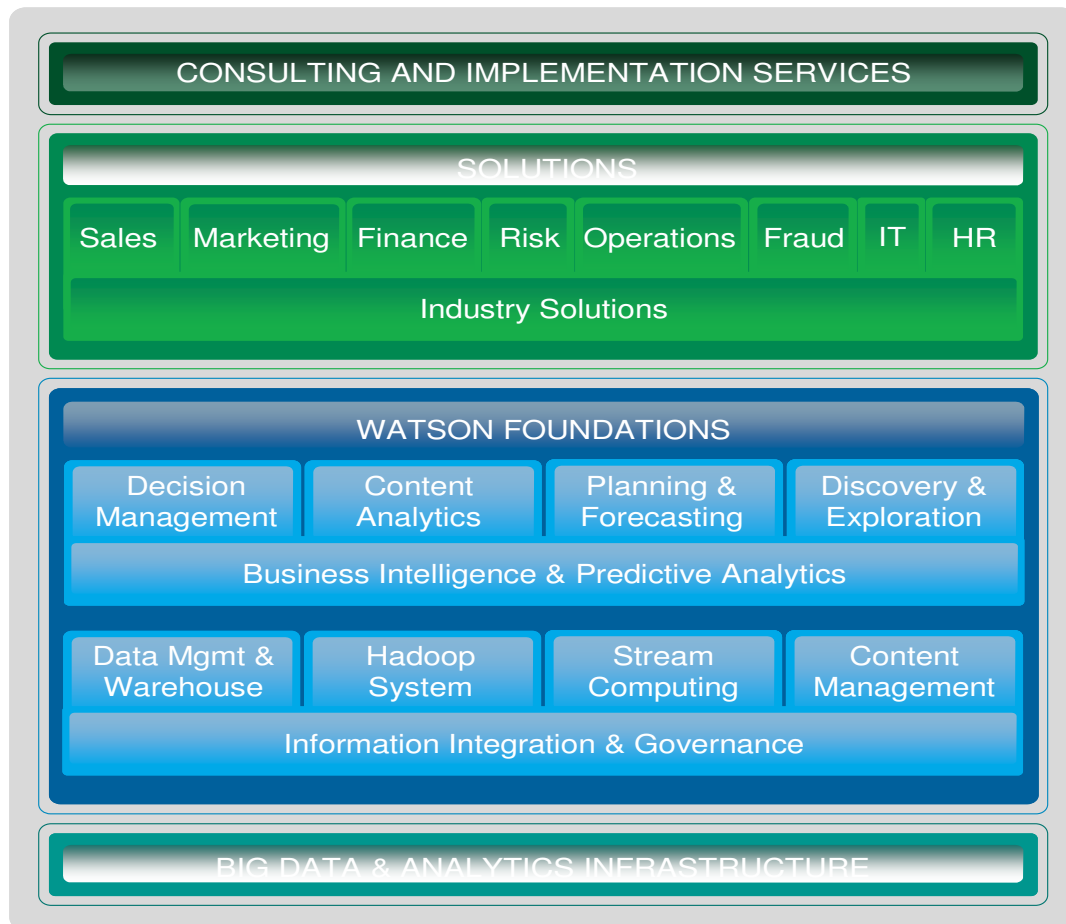 CONSULTING AND IMPLEMENTATION SERVICES
SOLUTIONS
Sales Marketing Finance Risk Operations Fraud IT HR
Industry Solutions
WATSON FOUNDATIONS
Decision Management
Content Analytics
Planning & Forecasting
Discovery & Exploration
Business Intelligence & Predictive Analytics
Data Mgmt & Warehouse
Hadoop System
Stream Computing
Content Management
Information Integration & Governance
BIG DATA & ANALYTICS INFRASTRUCTURE